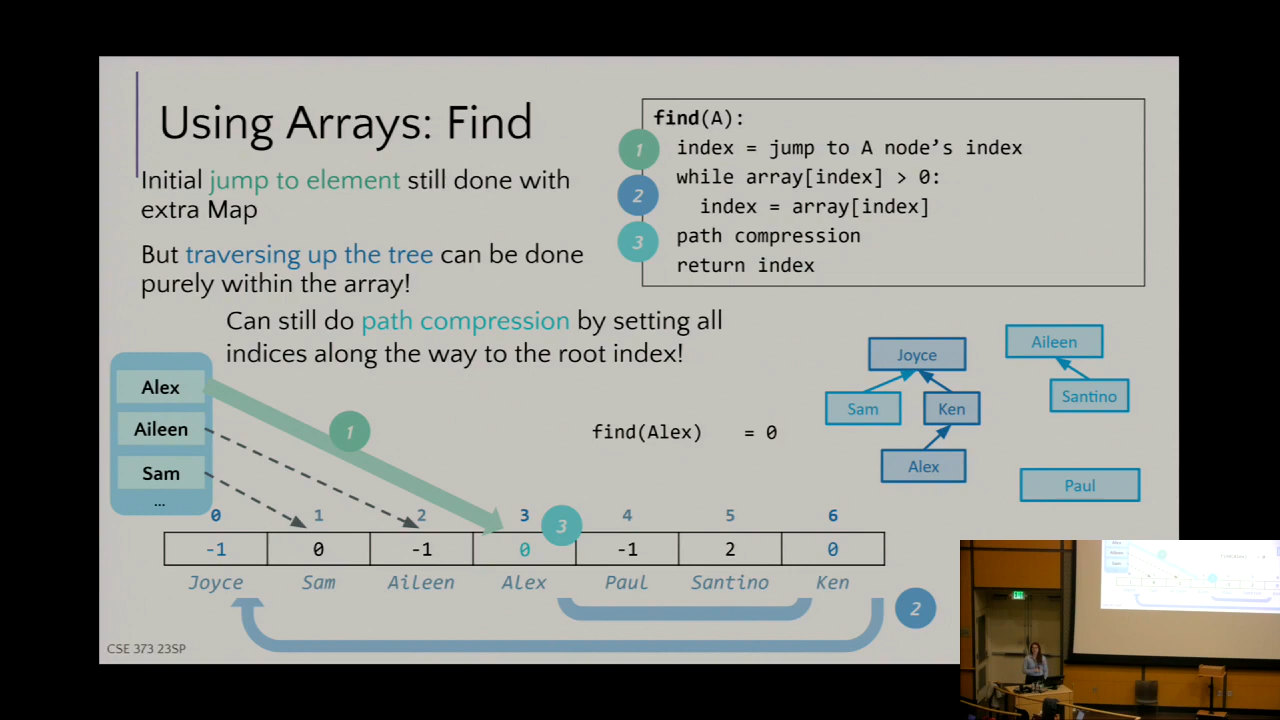 Using Arrays: Find
Initial jump to element still done with
extra Map
But traversing up the tree can be done
purely within the array!
Can still do path compression by setting all
indices along the way to the root index!
find(A):
1
index = jump to A node's index
while array[index] > 0:
2
index = array[index]
3
path compression
return index
Joyce
Sam
Ken
Alex
Aileen
Santino
Paul
find(Alex) = 0
Alex
Aileen
Sam
...
1
0 1 2 3 4 5 6
3
-1 0 -1 0 -1 2 0
Joyce Sam Aileen Alex Paul Santino Ken
2
CSE 373 23SP